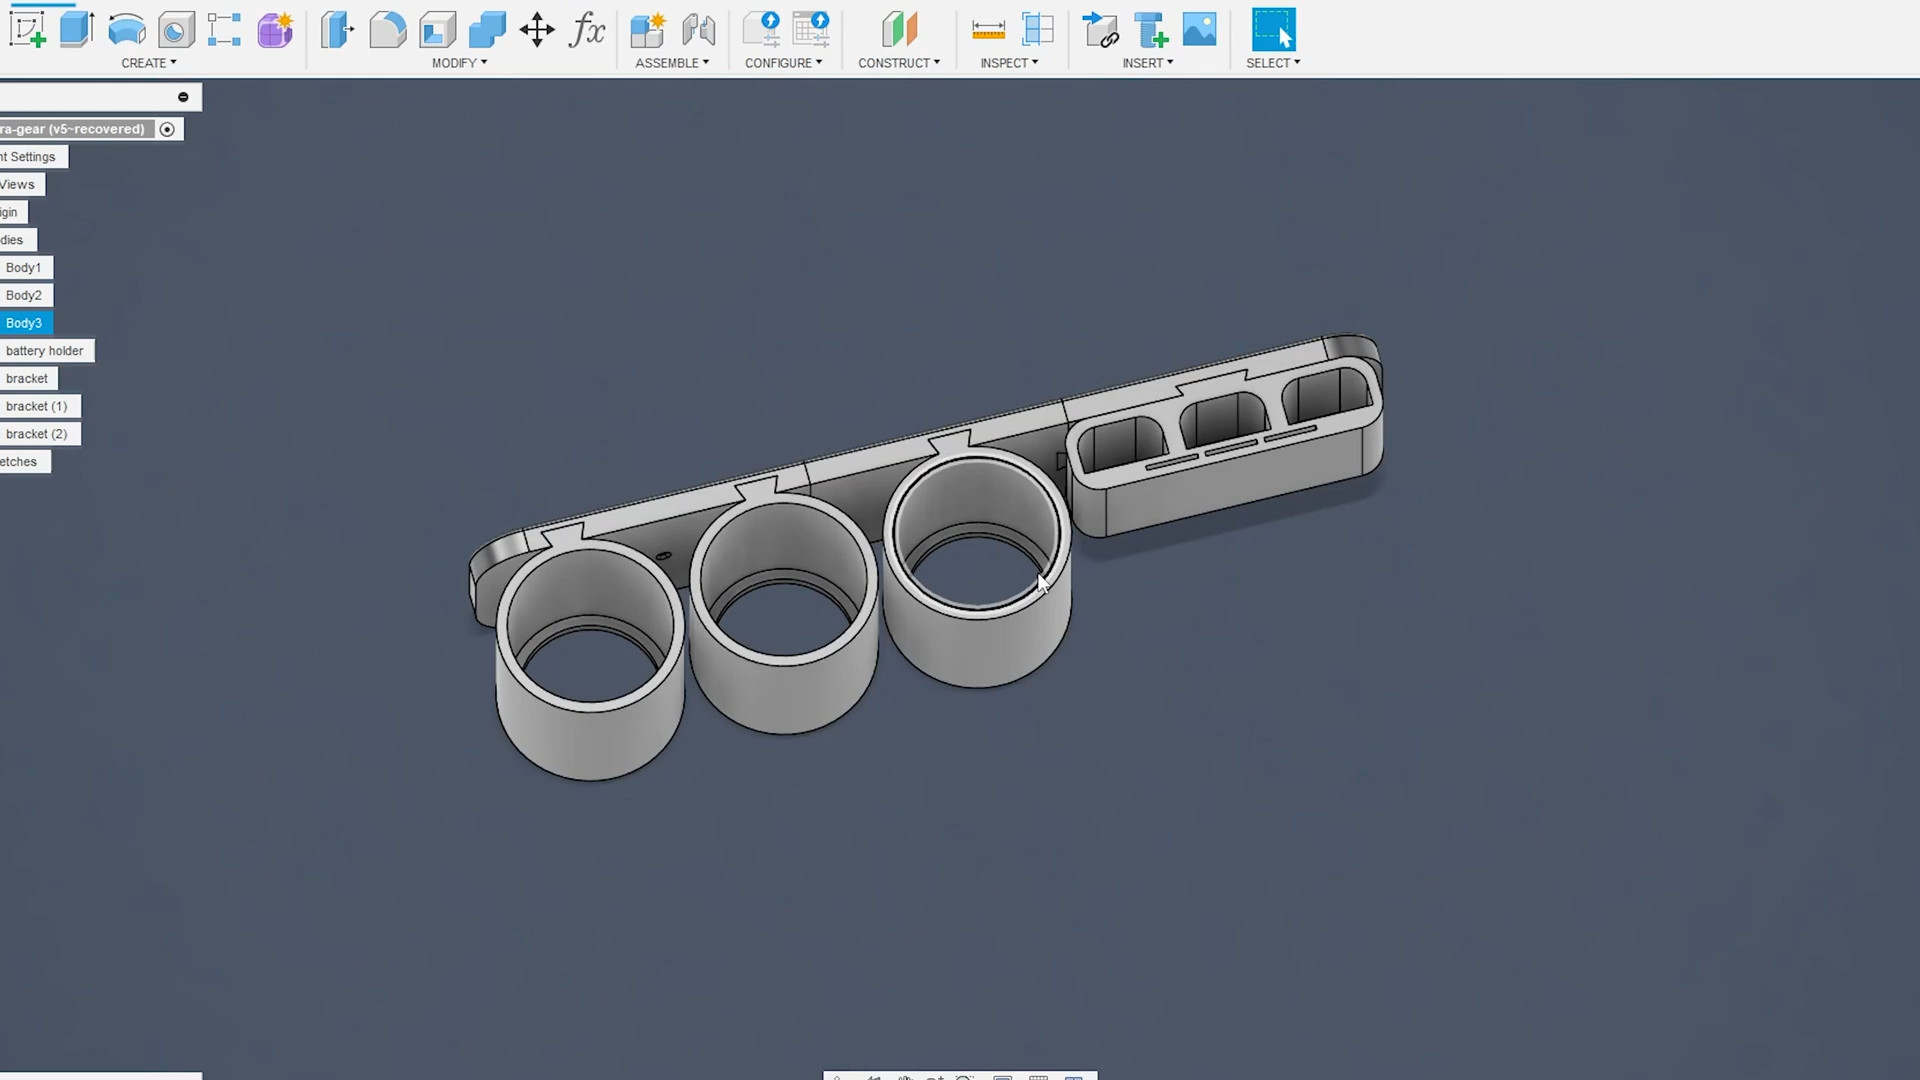 fx
CREATE MODIFY ASSEMBLE CONFIGURE CONSTRUCT INSPECT INSERT SELECT
ra-gear (v5~recovered)
nt Settings
Views
igin
dies
Body1
Body2
Body3
battery holder
bracket
bracket (1)
bracket (2)
etches